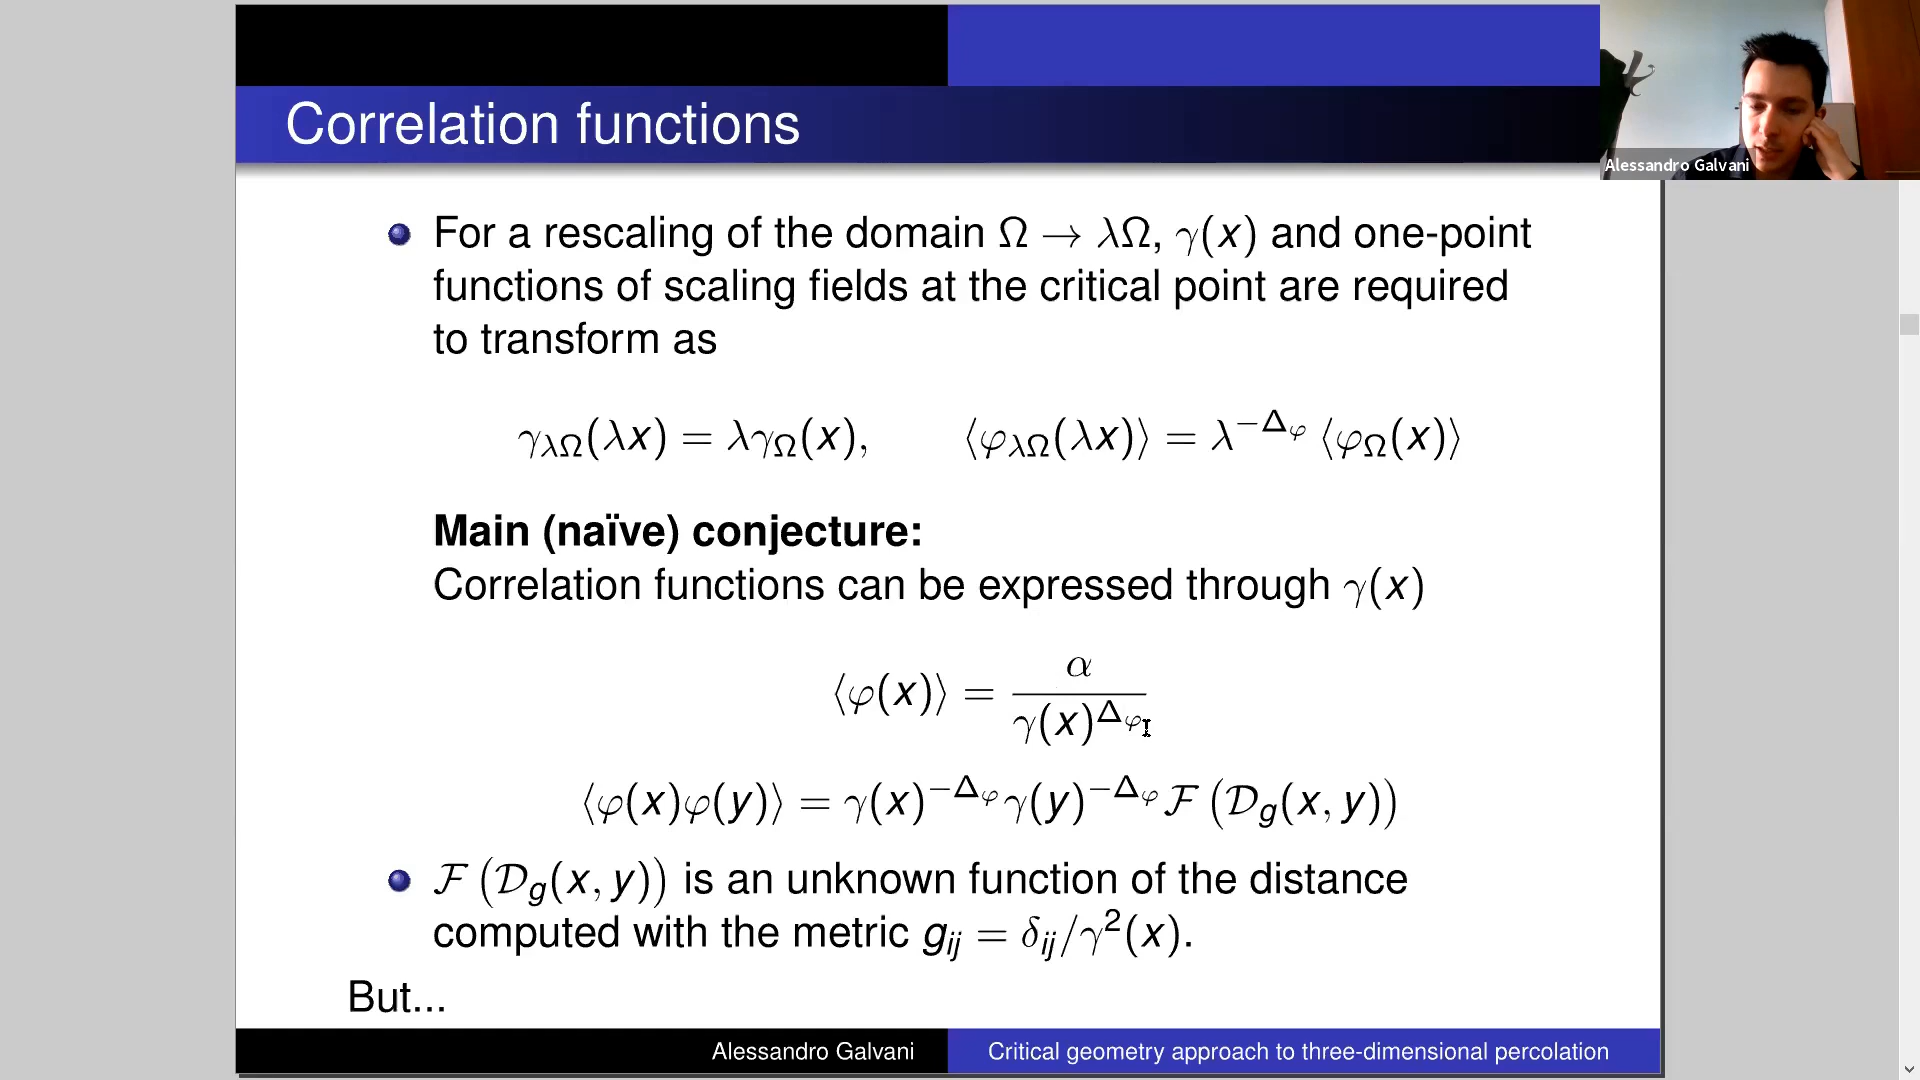 Correlation functions
Alessandro Galvani
For a rescaling of the domain Ω → λΩ, γ(x) and one-point
functions of scaling fields at the critical point are required
to transform as
γ_{λΩ}(λx) = λγ_Ω(x), ⟨φ_{λΩ}(λx)⟩ = λ^{−Δ_φ} ⟨φ_Ω(x)⟩
Main (naïve) conjecture:
Correlation functions can be expressed through γ(x)
⟨φ(x)⟩ = α / γ(x)^{Δ_φ}
⟨φ(x)φ(y)⟩ = γ(x)^{−Δ_φ} γ(y)^{−Δ_φ} ℱ (𝒟_g(x, y))
ℱ (𝒟_g(x, y)) is an unknown function of the distance
computed with the metric g_{ij} = δ_{ij}/γ²(x).
But...
Alessandro Galvani
Critical geometry approach to three-dimensional percolation